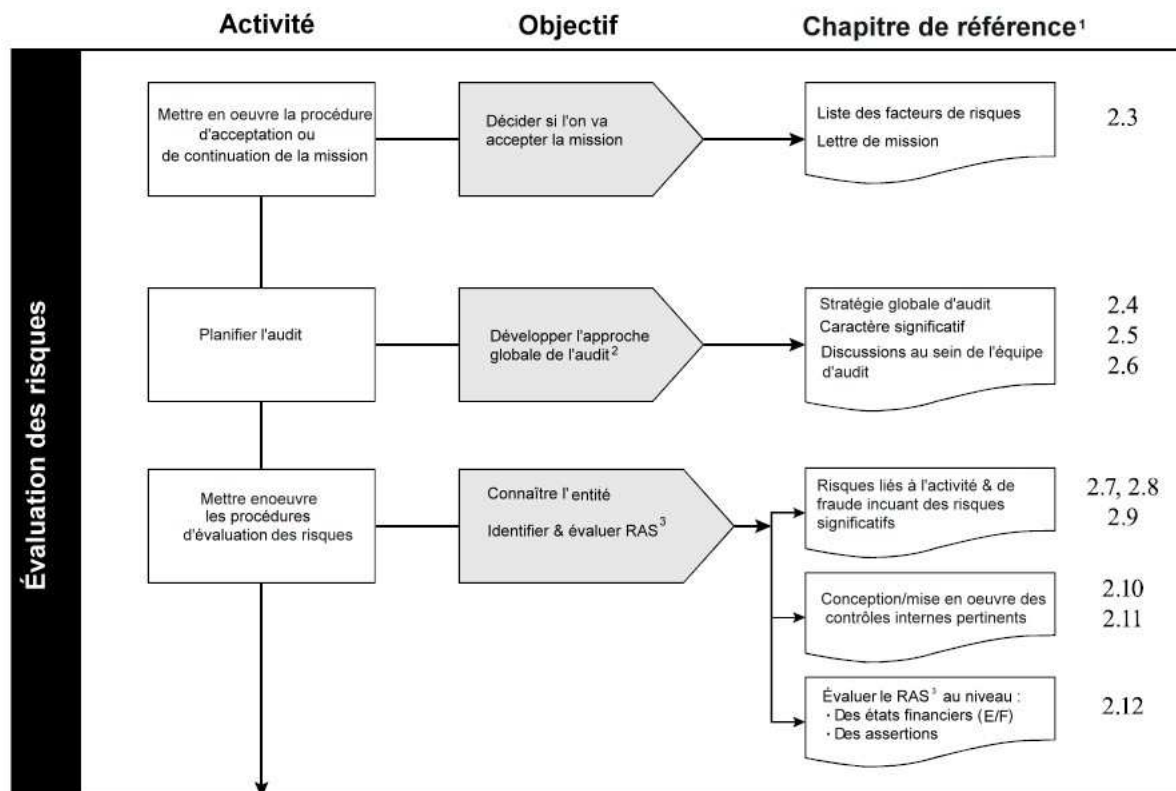 Activité
Objectif
Chapitre de référence¹
Évaluation des risques
Mettre en oeuvre la procédure
d'acceptation ou
de continuation de la mission
Décider si l'on va
accepter la mission
Liste des facteurs de risques
Lettre de mission
2.3
Planifier l'audit
Développer l'approche
globale de l'audit²
Stratégie globale d'audit
Caractère significatif
Discussions au sein de l'équipe
d'audit
2.4
2.5
2.6
Mettre enoeuvre
les procédures
d'évaluation des risques
Connaître l'entité
Identifier & évaluer RAS³
Risques liés à l'activité & de
fraude incuant des risques
significatifs
2.7, 2.8
2.9
Conception/mise en oeuvre des
contrôles internes pertinents
2.10
2.11
Évaluer le RAS³ au niveau :
· Des états financiers (E/F)
· Des assertions
2.12